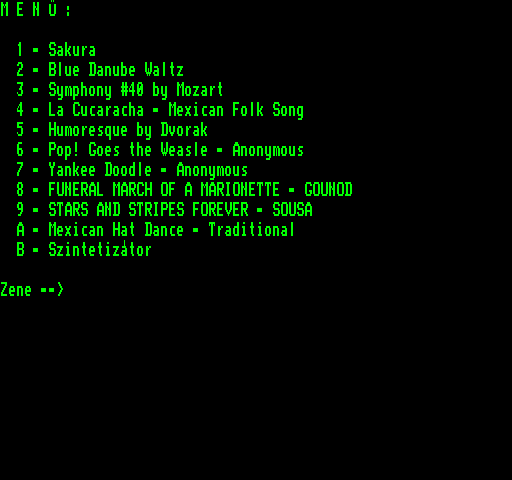 M E N Ü :
1 - Sakura
2 - Blue Danube Waltz
3 - Symphony #40 by Mozart
4 - La Cucaracha - Mexican Folk Song
5 - Humoresque by Dvorak
6 - Pop! Goes the Weasle - Anonymous
7 - Yankee Doodle - Anonymous
8 - FUNERAL MARCH OF A MARIONETTE - GOUNOD
9 - STARS AND STRIPES FOREVER - SOUSA
A - Mexican Hat Dance - Traditional
B - Szintetizátor
Zene -->